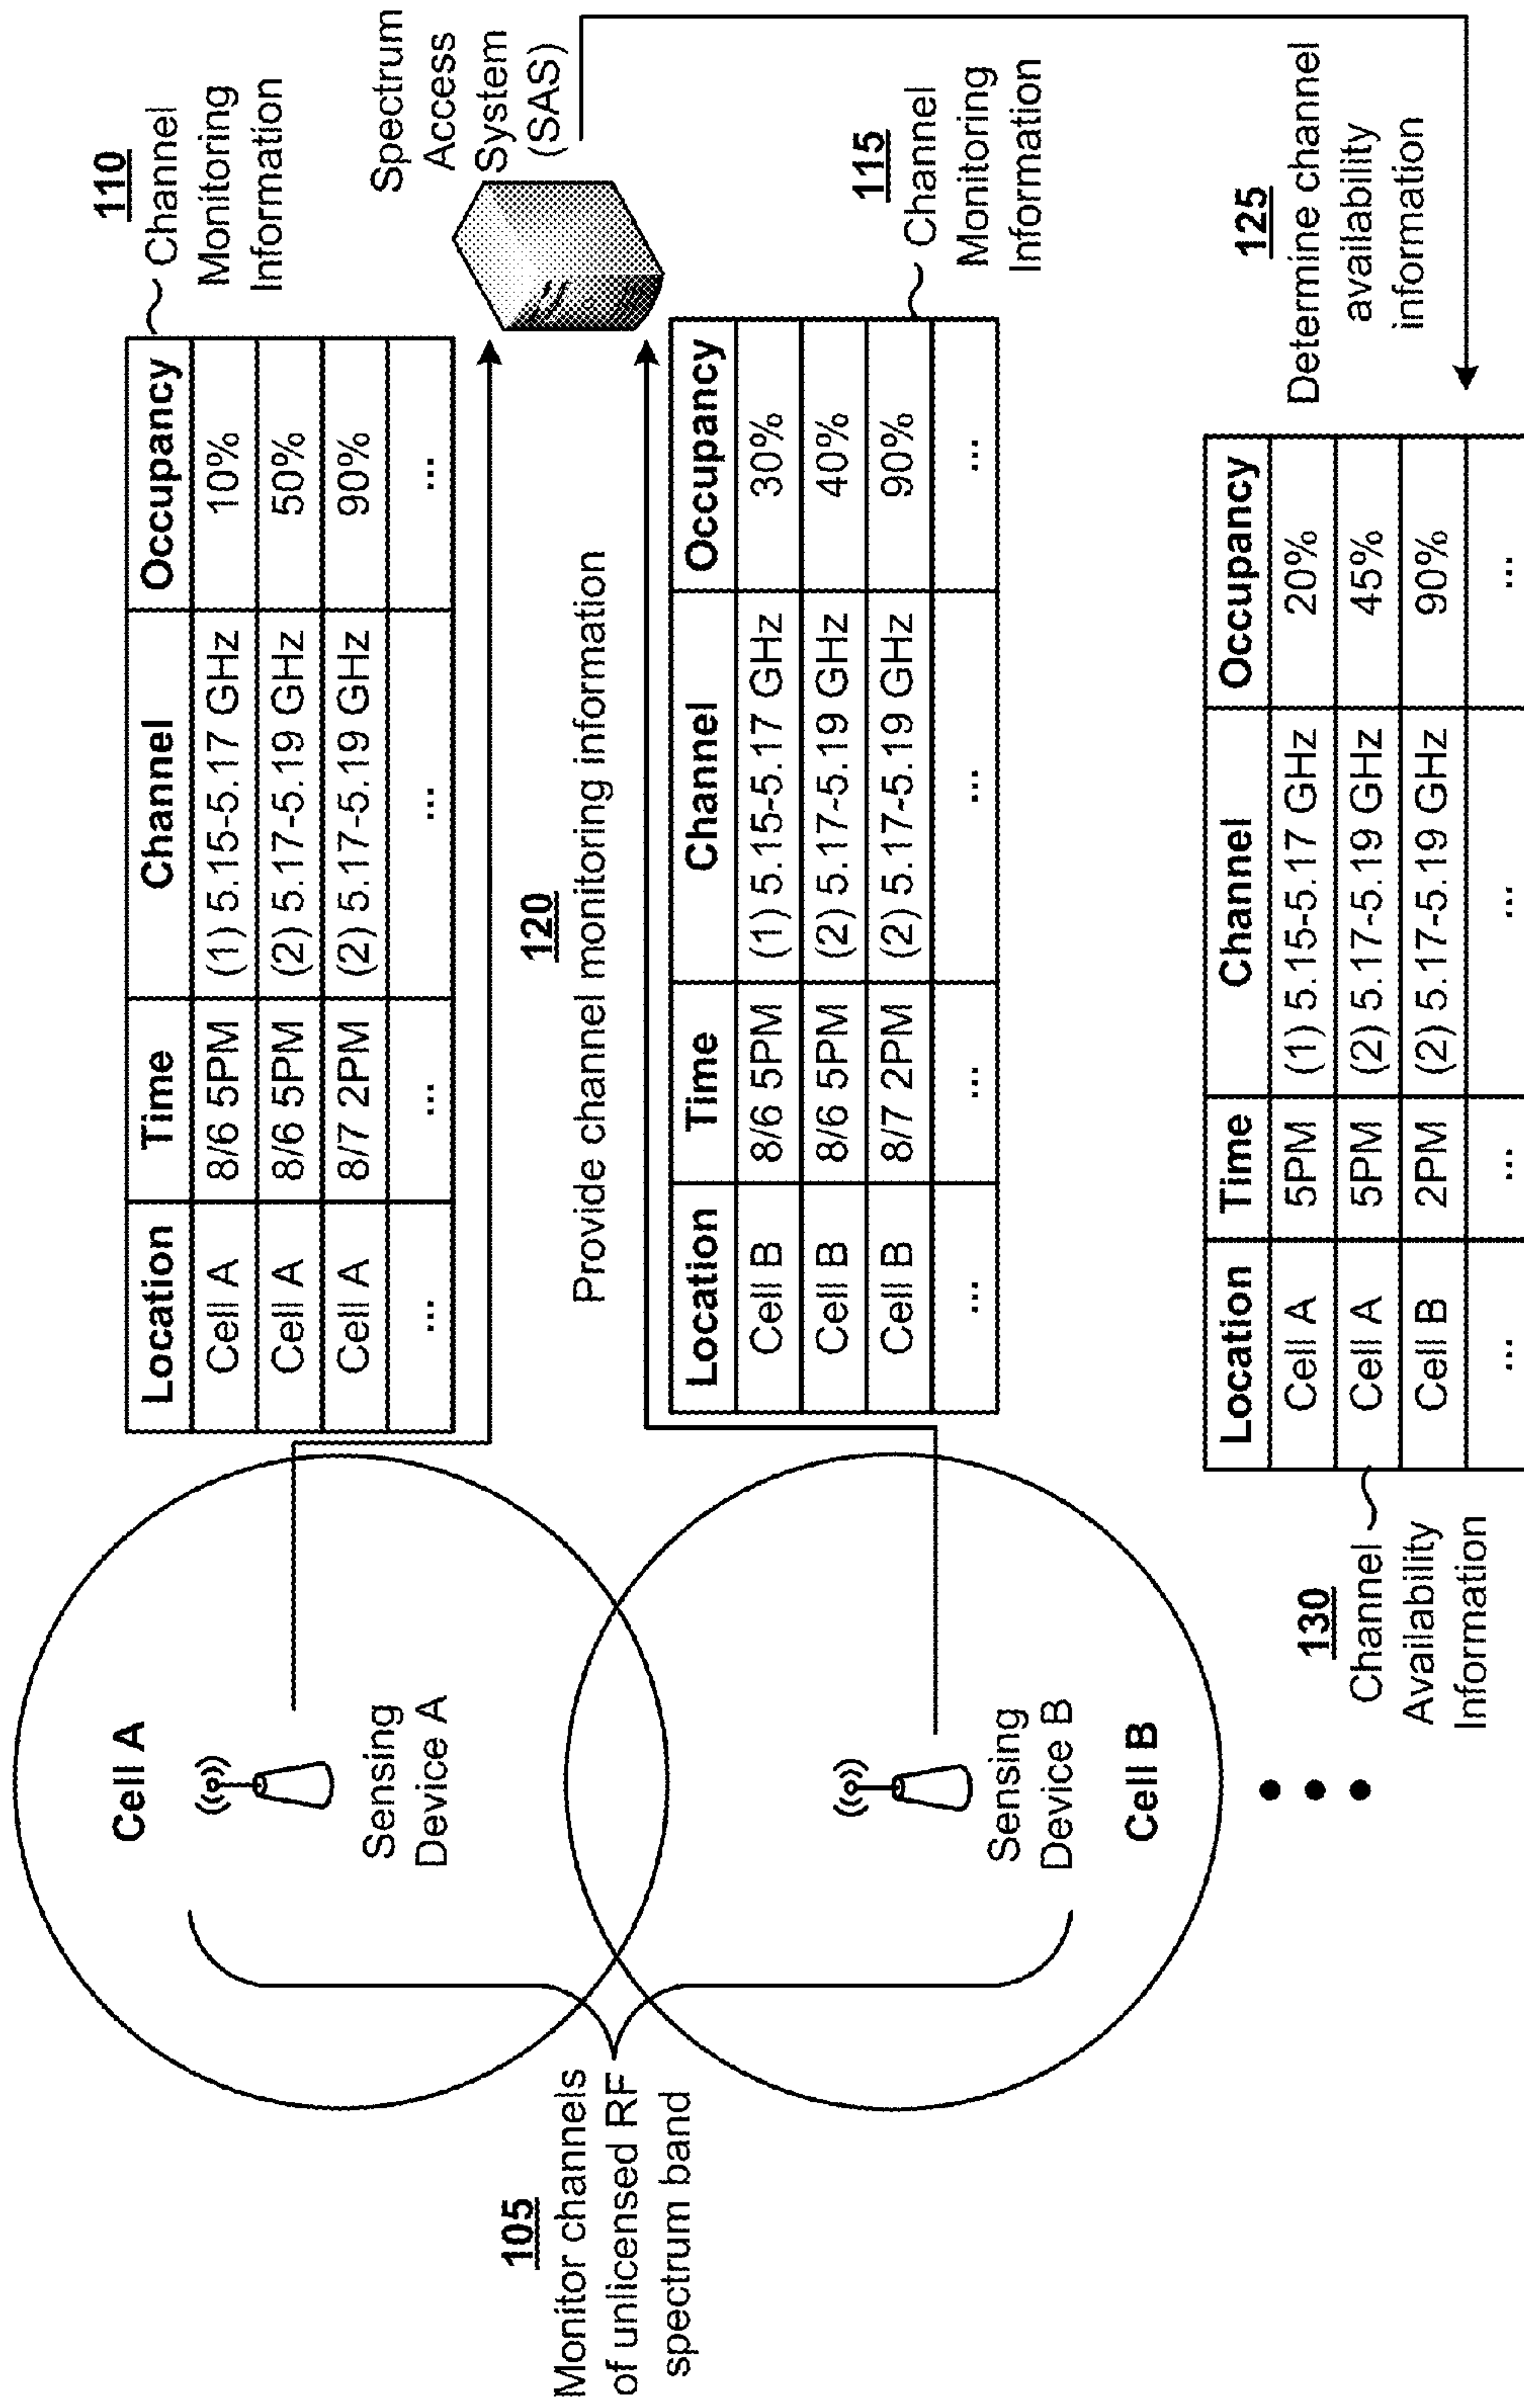 105
Monitor channels
of unlicensed RF
spectrum band
Cell A
Sensing
Device A
Sensing
Device B
Cell B
110
Channel
Monitoring
Information
Location Time Channel Occupancy
Cell A 8/6 5PM (1) 5.15-5.17 GHz 10%
Cell A 8/6 5PM (2) 5.17-5.19 GHz 50%
Cell A 8/7 2PM (2) 5.17-5.19 GHz 90%
... ... ... ...
Spectrum
Access
System
(SAS)
120
Provide channel monitoring information
115
Channel
Monitoring
Information
Location Time Channel Occupancy
Cell B 8/6 5PM (1) 5.15-5.17 GHz 30%
Cell B 8/6 5PM (2) 5.17-5.19 GHz 40%
Cell B 8/7 2PM (2) 5.17-5.19 GHz 90%
... ... ... ...
125
Determine channel
availability
information
130
Channel
Availability
Information
Location Time Channel Occupancy
Cell A 5PM (1) 5.15-5.17 GHz 20%
Cell A 5PM (2) 5.17-5.19 GHz 45%
Cell B 2PM (2) 5.17-5.19 GHz 90%
... ... ... ...